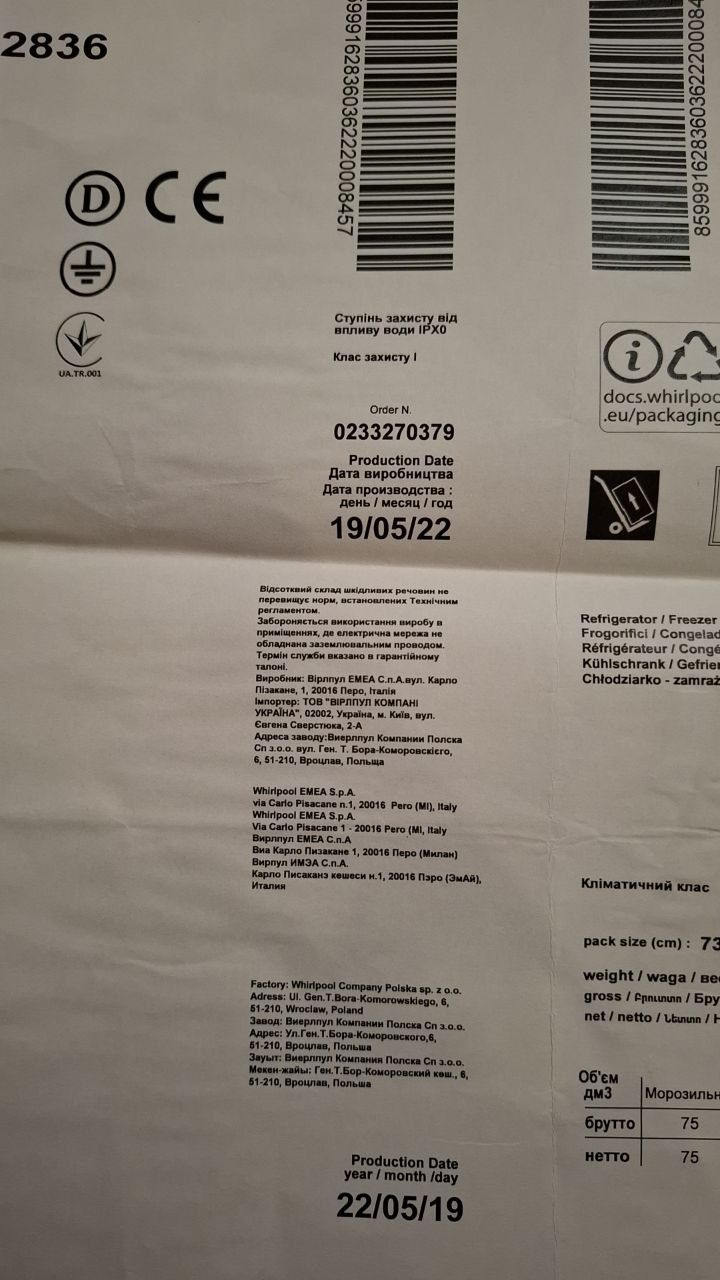 2836
859991628360362220008457
D CE
UA.TR.001
Ступінь захисту від
впливу води IPX0
Клас захисту I
docs.whirlpoo
.eu/packaging
Order N.
0233270379
Production Date
Дата виробництва
Дата производства :
день / месяц / год
19/05/22
Відсотквий склад шкідливих речовин не
перевищує норм, встановлених Технічним
регламентом.
Забороняється використання виробу в
приміщеннях, де електрична мережа не
обладнана заземлювальним проводом.
Термін служби вказано в гарантійному
талоні.
Виробник: Вірлпул ЕМЕА С.п.А.вул. Карло
Пізакане, 1, 20016 Перо, Італія
Імпортер: ТОВ "ВІРЛПУЛ КОМПАНІ
УКРАЇНА", 02002, Україна, м. Київ, вул.
Євгена Сверстюка, 2-А
Адреса заводу:Виерлпул Компании Полска
Сп з.о.о. вул. Ген. Т. Бора-Коморовскієго,
6, 51-210, Вроцлав, Польща
Refrigerator / Freezer
Frogorifici / Congelad
Réfrigérateur / Congé
Kühlschrank / Gefrier
Chłodziarko - zamraż
Whirlpool EMEA S.p.A.
via Carlo Pisacane n.1, 20016 Pero (MI), Italy
Whirlpool EMEA S.p.A.
Via Carlo Pisacane 1 - 20016 Pero (MI, Italy
Вирлпул ЕМЕА С.п.А
Виа Карло Пизакане 1, 20016 Перо (Милан)
Вирпул ИМЭА С.п.А.
Карло Писаканэ көшеси н.1, 20016 Пэро (ЭмАй),
Италия
Кліматичний клас
pack size (cm) : 73
weight / waga / вес
gross / Բրուտտո / Бру
net / netto / Նետտո / Н
Factory: Whirlpool Company Polska sp. z o.o.
Adress: Ul. Gen.T.Bora-Komorowskiego, 6,
51-210, Wroclaw, Poland
Завод: Виерлпул Компании Полска Сп з.о.о.
Адрес: Ул.Ген.Т.Бора-Коморовского,6,
51-210, Вроцлав, Польша
Зауыт: Виерлпул Компания Полска Сп з.о.о.
Мекен-жайы: Ген.Т.Бор-Коморовский көш., 6,
51-210, Вроцлав, Польша
Об'єм
дм3 Морозильн
брутто 75
нетто 75
Production Date
year / month /day
22/05/19